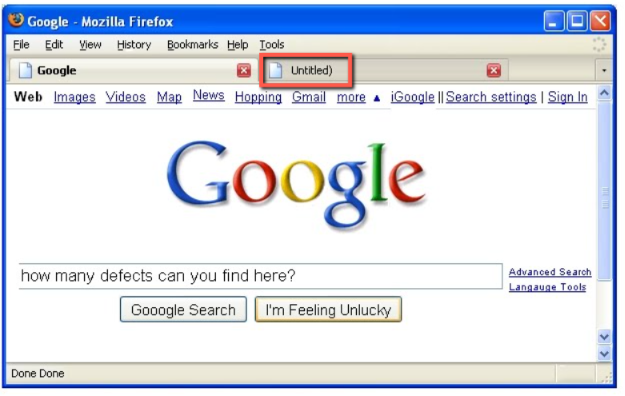 Google - Mozilla Firefox
File Edit View History Bookmarks Help Tools
Google Untitled)
Web Images Videos Map News Hopping Gmail more ▲ iGoogle || Search settings | Sign In
Google
how many defects can you find here? Advanced Search
Langauge Tools
Gooogle Search I'm Feeling Unlucky
Done Done